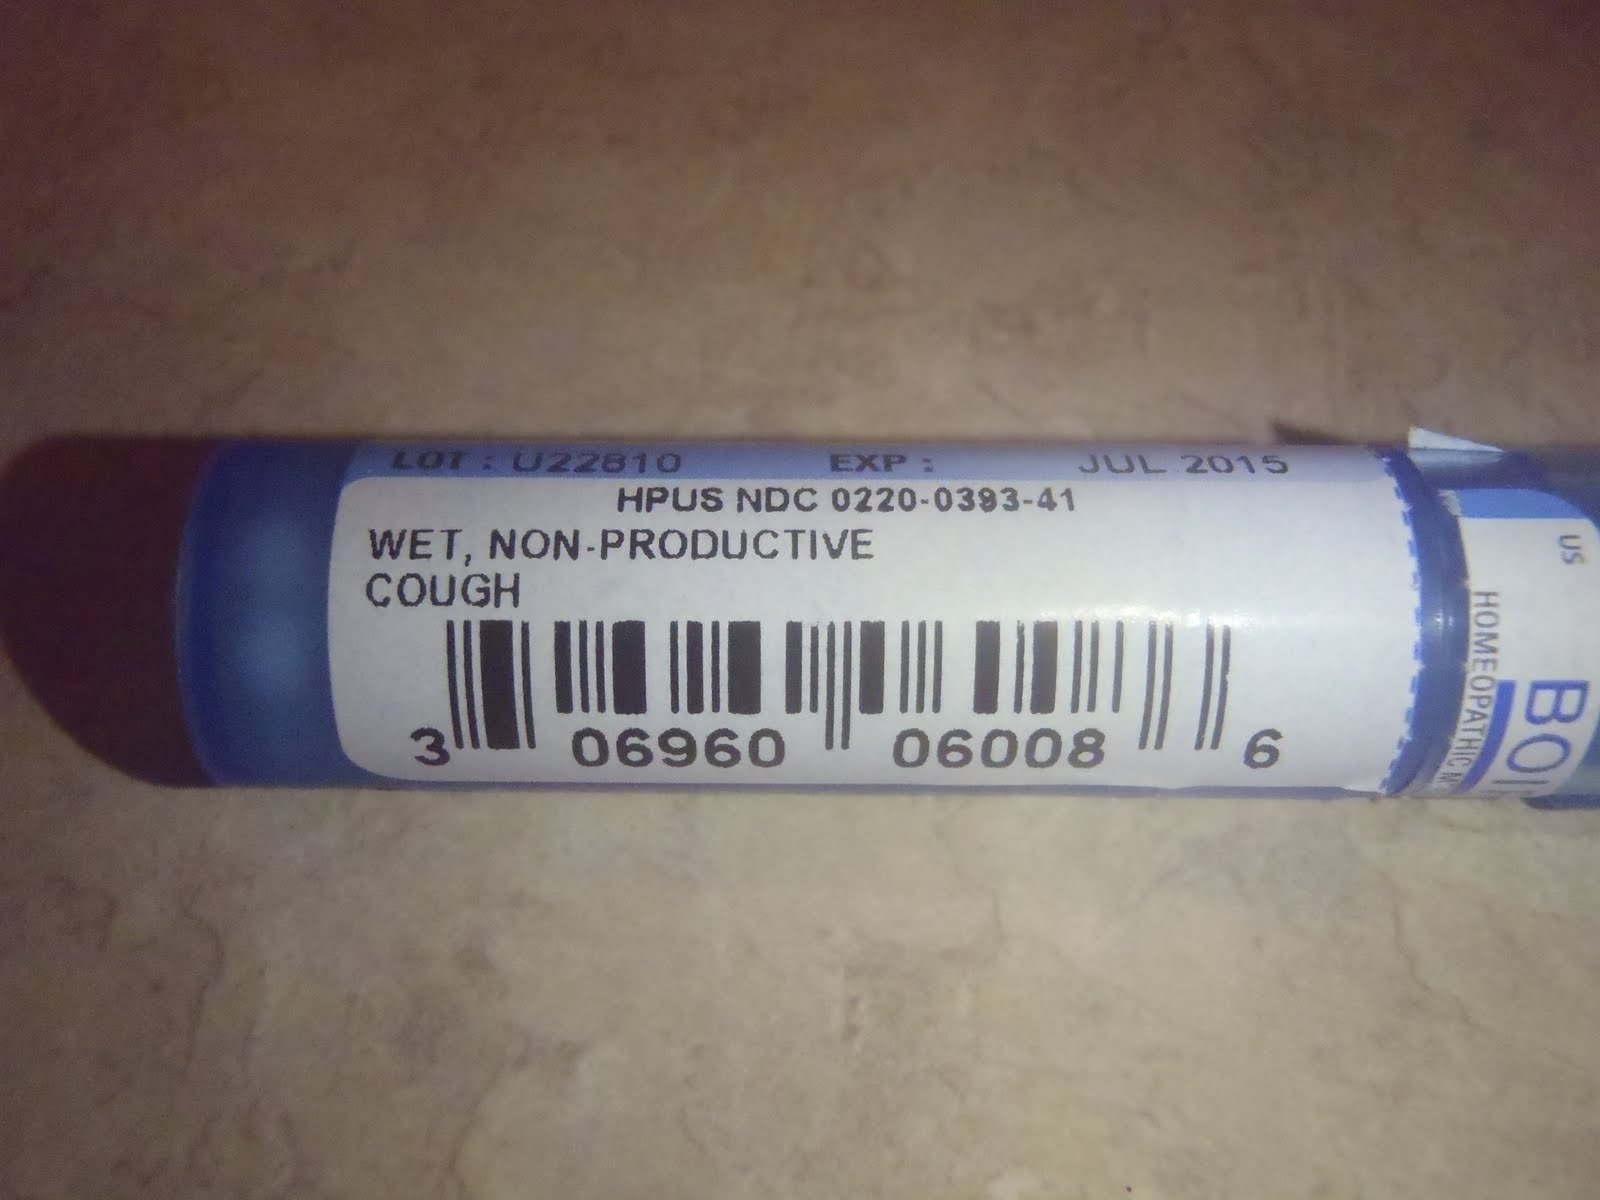 LOT : U22810 EXP : JUL 2015
HPUS NDC 0220-0393-41
WET, NON-PRODUCTIVE
COUGH
3 06960 06008 6
US
HOMEOPATHIC